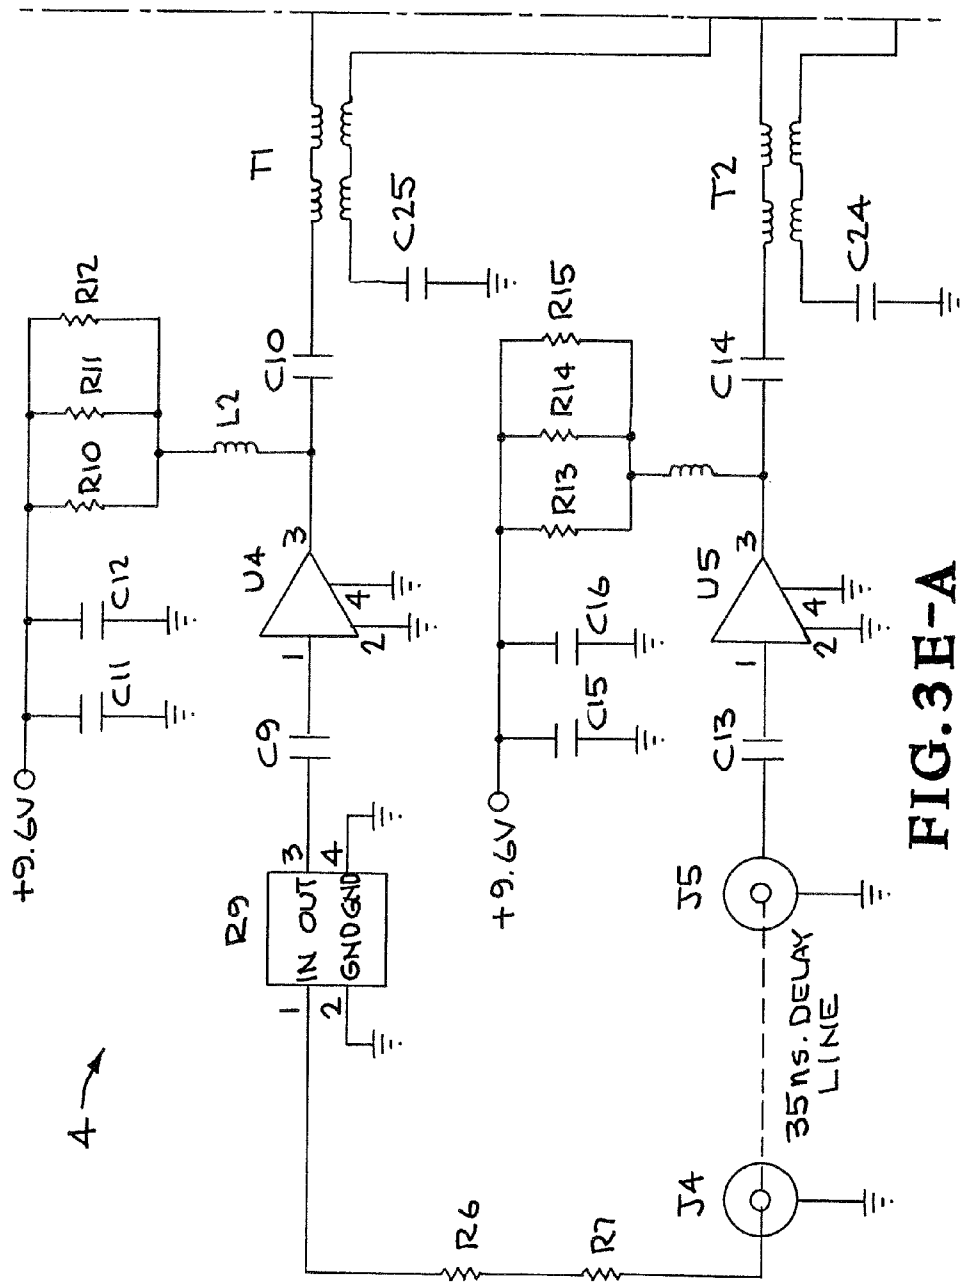 4
+9.6V
C11
C12
R10
R11
R12
L2
R9
1
IN OUT
3
2
GND GND
4
C9
1
U4
3
2
4
C10
T1
C25
+9.6V
C15
C16
R13
R14
R15
R6
R7
J4
35ns. DELAY
LINE
J5
C13
1
U5
3
2
4
C14
T2
C24
FIG.3E-A